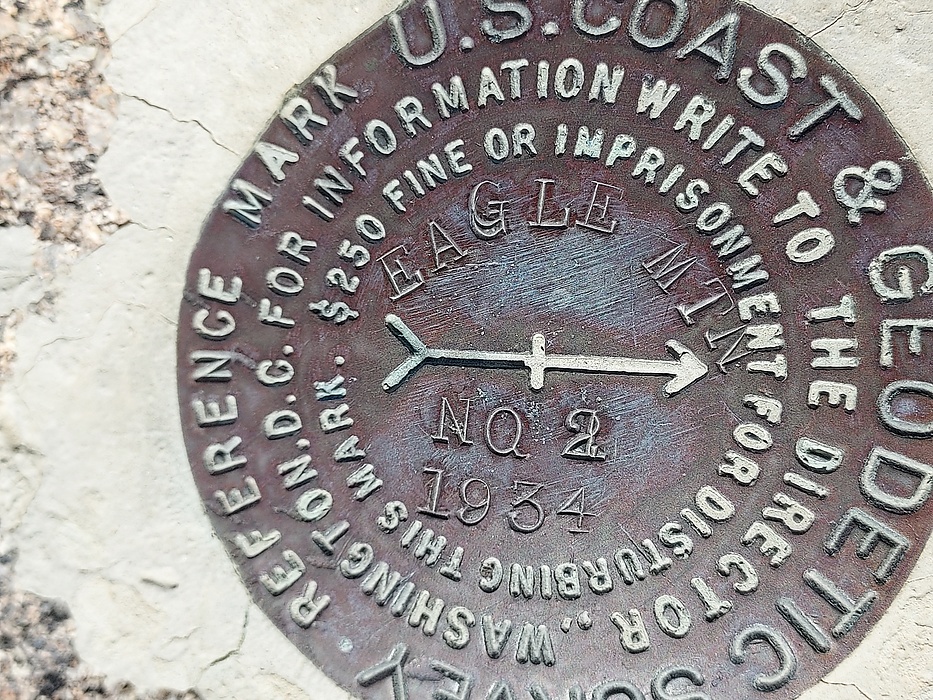 U.S. COAST & GEODETIC SURVEY
REFERENCE MARK
FOR INFORMATION WRITE TO THE DIRECTOR, WASHINGTON, D.C.
$250 FINE OR IMPRISONMENT FOR DISTURBING THIS MARK.
EAGLE MTN
NO 2
1934